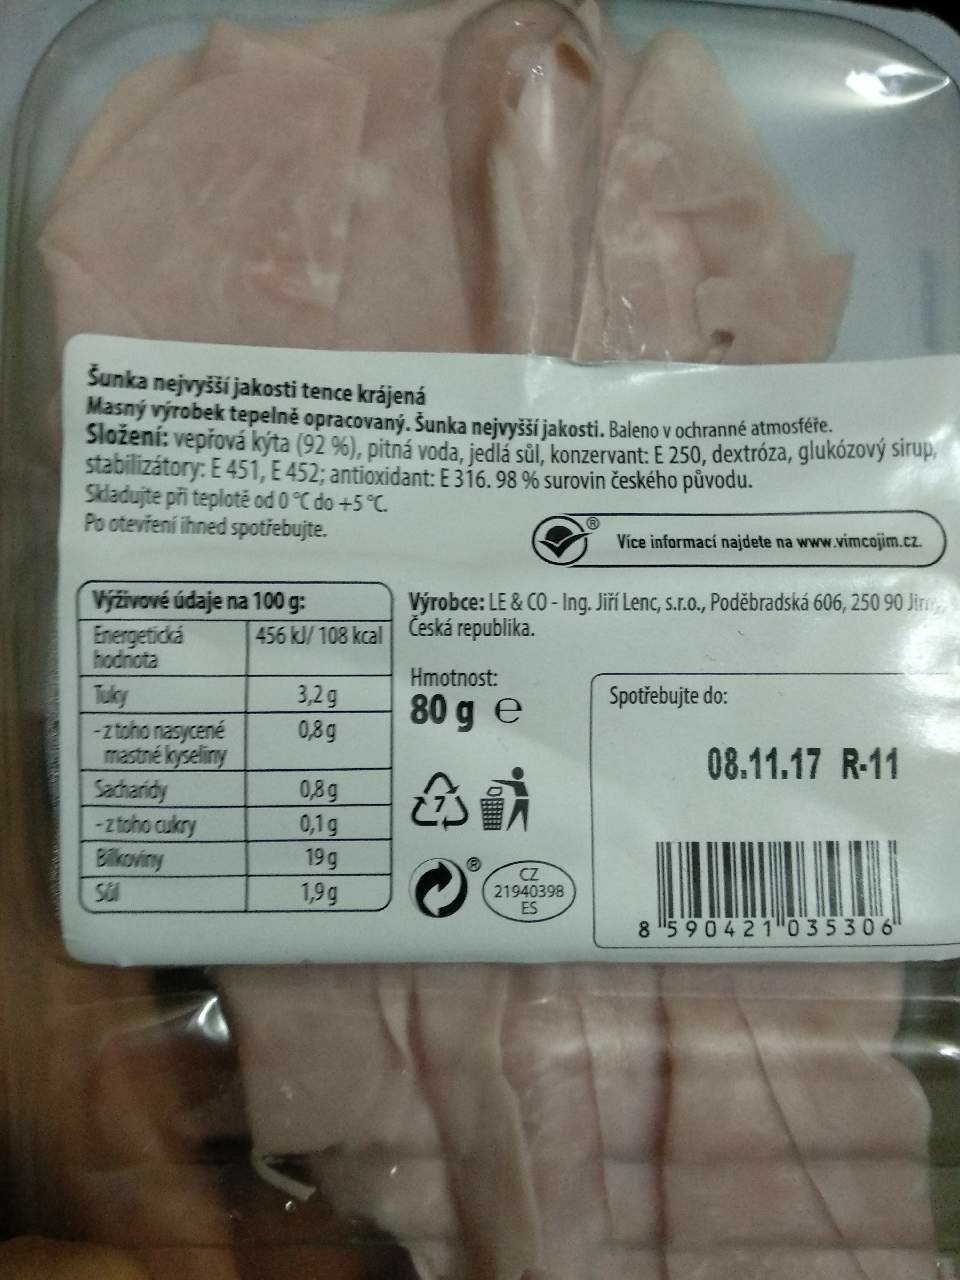 Šunka nejvyšší jakosti tence krájená
Masný výrobek tepelně opracovaný. Šunka nejvyšší jakosti. Baleno v ochranné atmosféře.
Složení: vepřová kýta (92 %), pitná voda, jedlá sůl, konzervant: E 250, dextróza, glukózový sirup,
stabilizátory: E 451, E 452; antioxidant: E 316. 98 % surovin českého původu.
Skladujte při teplotě od 0 °C do +5 °C.
Po otevření ihned spotřebujte.
® Více informací najdete na www.vimcojim.cz.
Výživové údaje na 100 g:
Energetická hodnota 456 kJ/ 108 kcal
Tuky 3,2 g
- z toho nasycené mastné kyseliny 0,8 g
Sacharidy 0,8 g
- z toho cukry 0,1 g
Bílkoviny 19 g
Sůl 1,9 g
Výrobce: LE & CO - Ing. Jiří Lenc, s.r.o., Poděbradská 606, 250 90
Česká republika.
Hmotnost:
80 g e
7
®
CZ
21940398
ES
Spotřebujte do:
08.11.17 R-11
8 590421 035306